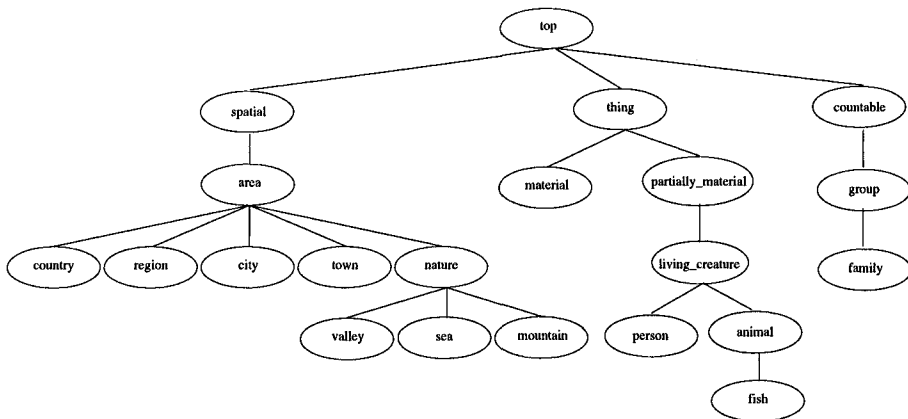 top
spatial
thing
countable
area
material
partially_material
group
country
region
city
town
nature
living_creature
family
valley
sea
mountain
person
animal
fish